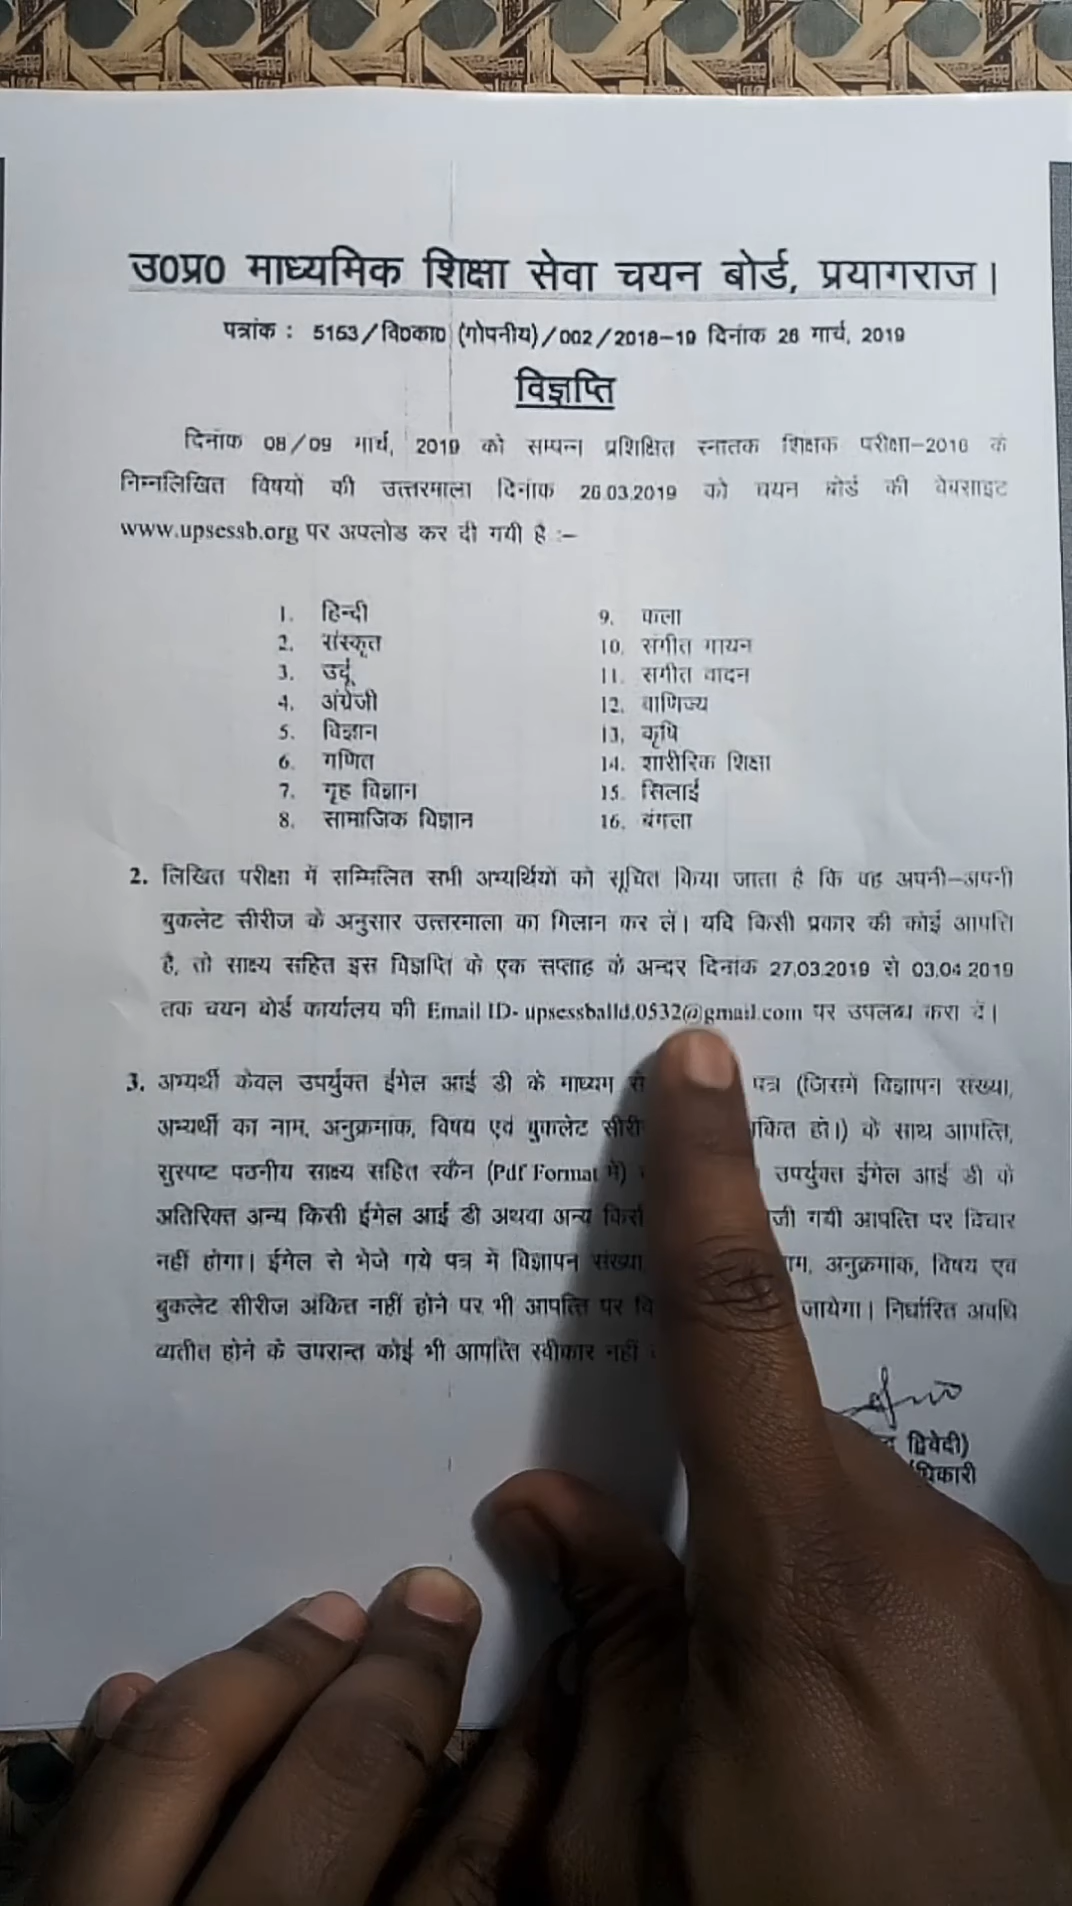 उ0प्र0 माध्यमिक शिक्षा सेवा चयन बोर्ड, प्रयागराज।
पत्रांक : 5163/वि0का0 (गोपनीय)/002/2018-19 दिनांक 26 मार्च, 2019
विज्ञप्ति
दिनांक 08/09 मार्च, 2019 को सम्पन्न प्रशिक्षित स्नातक शिक्षक परीक्षा-2016 के
निम्नलिखित विषयों की उत्तरमाला दिनांक 26.03.2019 को चयन बोर्ड की वेबसाइट
www.upsessb.org पर अपलोड कर दी गयी है :-
1. हिन्दी
2. संस्कृत
3. उर्दू
4. अंग्रेजी
5. विज्ञान
6. गणित
7. गृह विज्ञान
8. सामाजिक विज्ञान
9. कला
10. संगीत गायन
11. संगीत वादन
12. वाणिज्य
13. कृषि
14. शारीरिक शिक्षा
15. सिलाई
16. बंगला
2. लिखित परीक्षा में सम्मिलित सभी अभ्यर्थियों को सूचित किया जाता है कि वह अपनी-अपनी
बुकलेट सीरीज के अनुसार उत्तरमाला का मिलान कर लें। यदि किसी प्रकार की कोई आपत्ति
है, तो साक्ष्य सहित इस विज्ञप्ति के एक सप्ताह के अन्दर दिनांक 27.03.2019 से 03.04.2019
तक चयन बोर्ड कार्यालय की Email ID- upsessballd.0532@gmail.com पर उपलब्ध करा दें।
3. अभ्यर्थी केवल उपर्युक्त ईमेल आई डी के माध्यम से पत्र (जिसमें विज्ञापन संख्या,
अभ्यर्थी का नाम, अनुक्रमांक, विषय एवं बुकलेट हो।) के साथ आपत्ति,
सुस्पष्ट पठनीय साक्ष्य सहित स्कैन (Pdf Format में) उपर्युक्त ईमेल आई डी के
अतिरिक्त अन्य किसी ईमेल आई डी अथवा अन्य गयी आपत्ति पर विचार
नहीं होगा। ईमेल से भेजे गये पत्र में विज्ञापन संख्या, अनुक्रमांक, विषय एवं
बुकलेट सीरीज अंकित नहीं होने पर भी आपत्ति पर जायेगा। निर्धारित अवधि
व्यतीत होने के उपरान्त कोई भी आपत्ति स्वीकार नहीं
द्विवेदी)